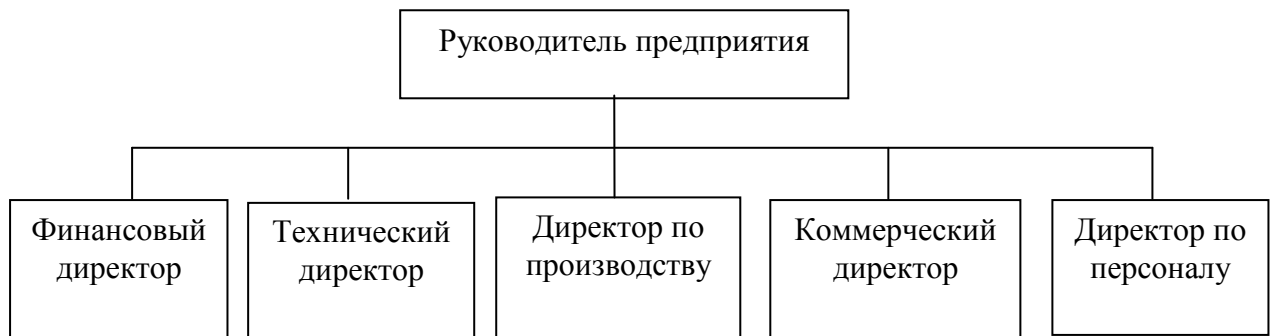 Руководитель предприятия
Финансовый
директор
Технический
директор
Директор по
производству
Коммерческий
директор
Директор по
персоналу